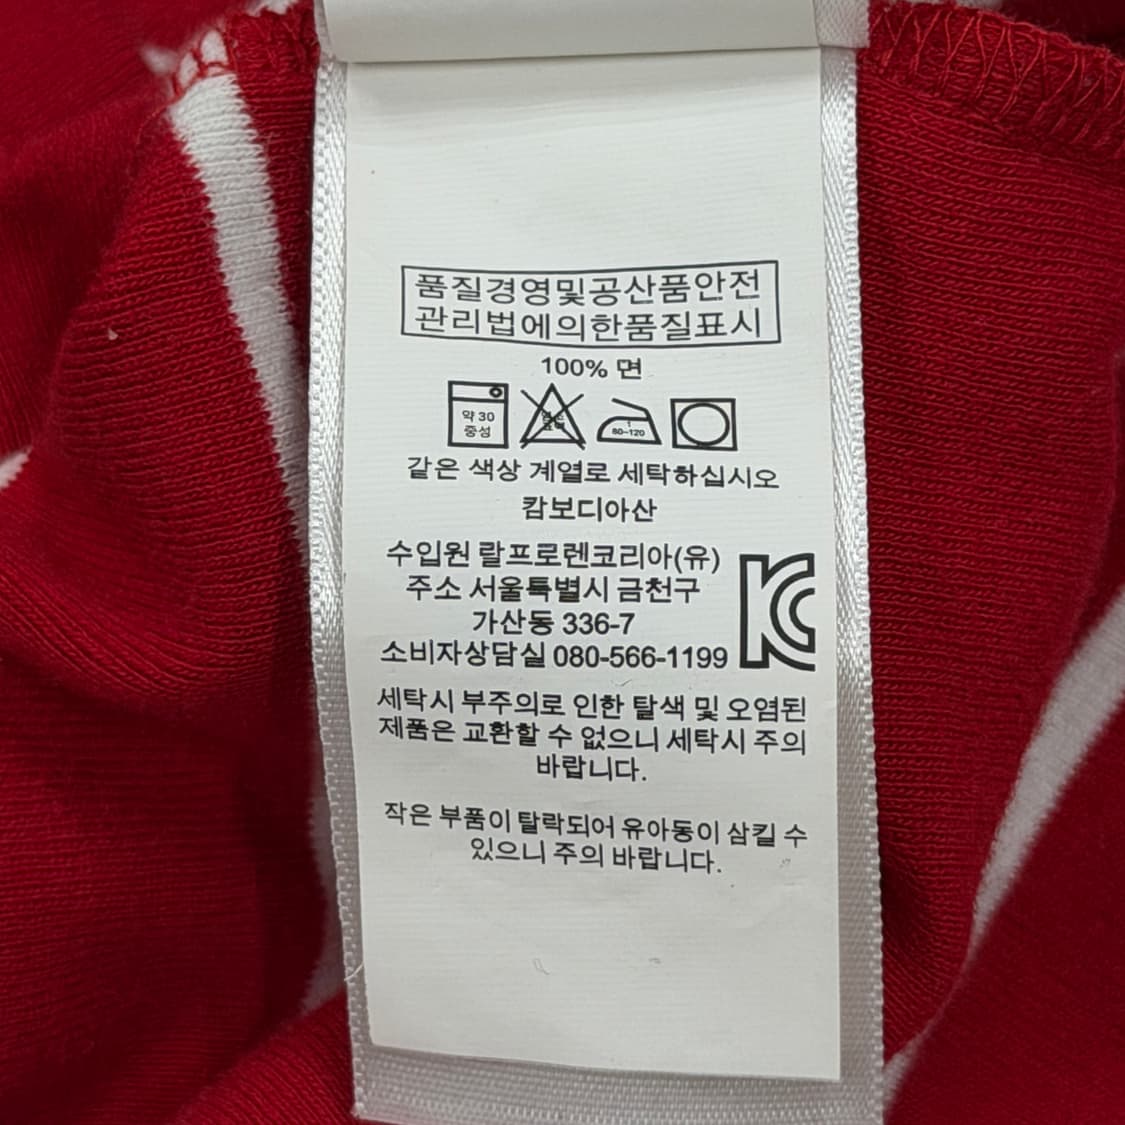 품질경영및공산품안전
관리법에의한품질표시
100% 면
약 30
중성
80~120
같은 색상 계열로 세탁하십시오
캄보디아산
수입원 랄프로렌코리아(유)
주소 서울특별시 금천구
가산동 336-7
소비자상담실 080-566-1199
KC
세탁시 부주의로 인한 탈색 및 오염된
제품은 교환할 수 없으니 세탁시 주의
바랍니다.
작은 부품이 탈락되어 유아동이 삼킬 수
있으니 주의 바랍니다.